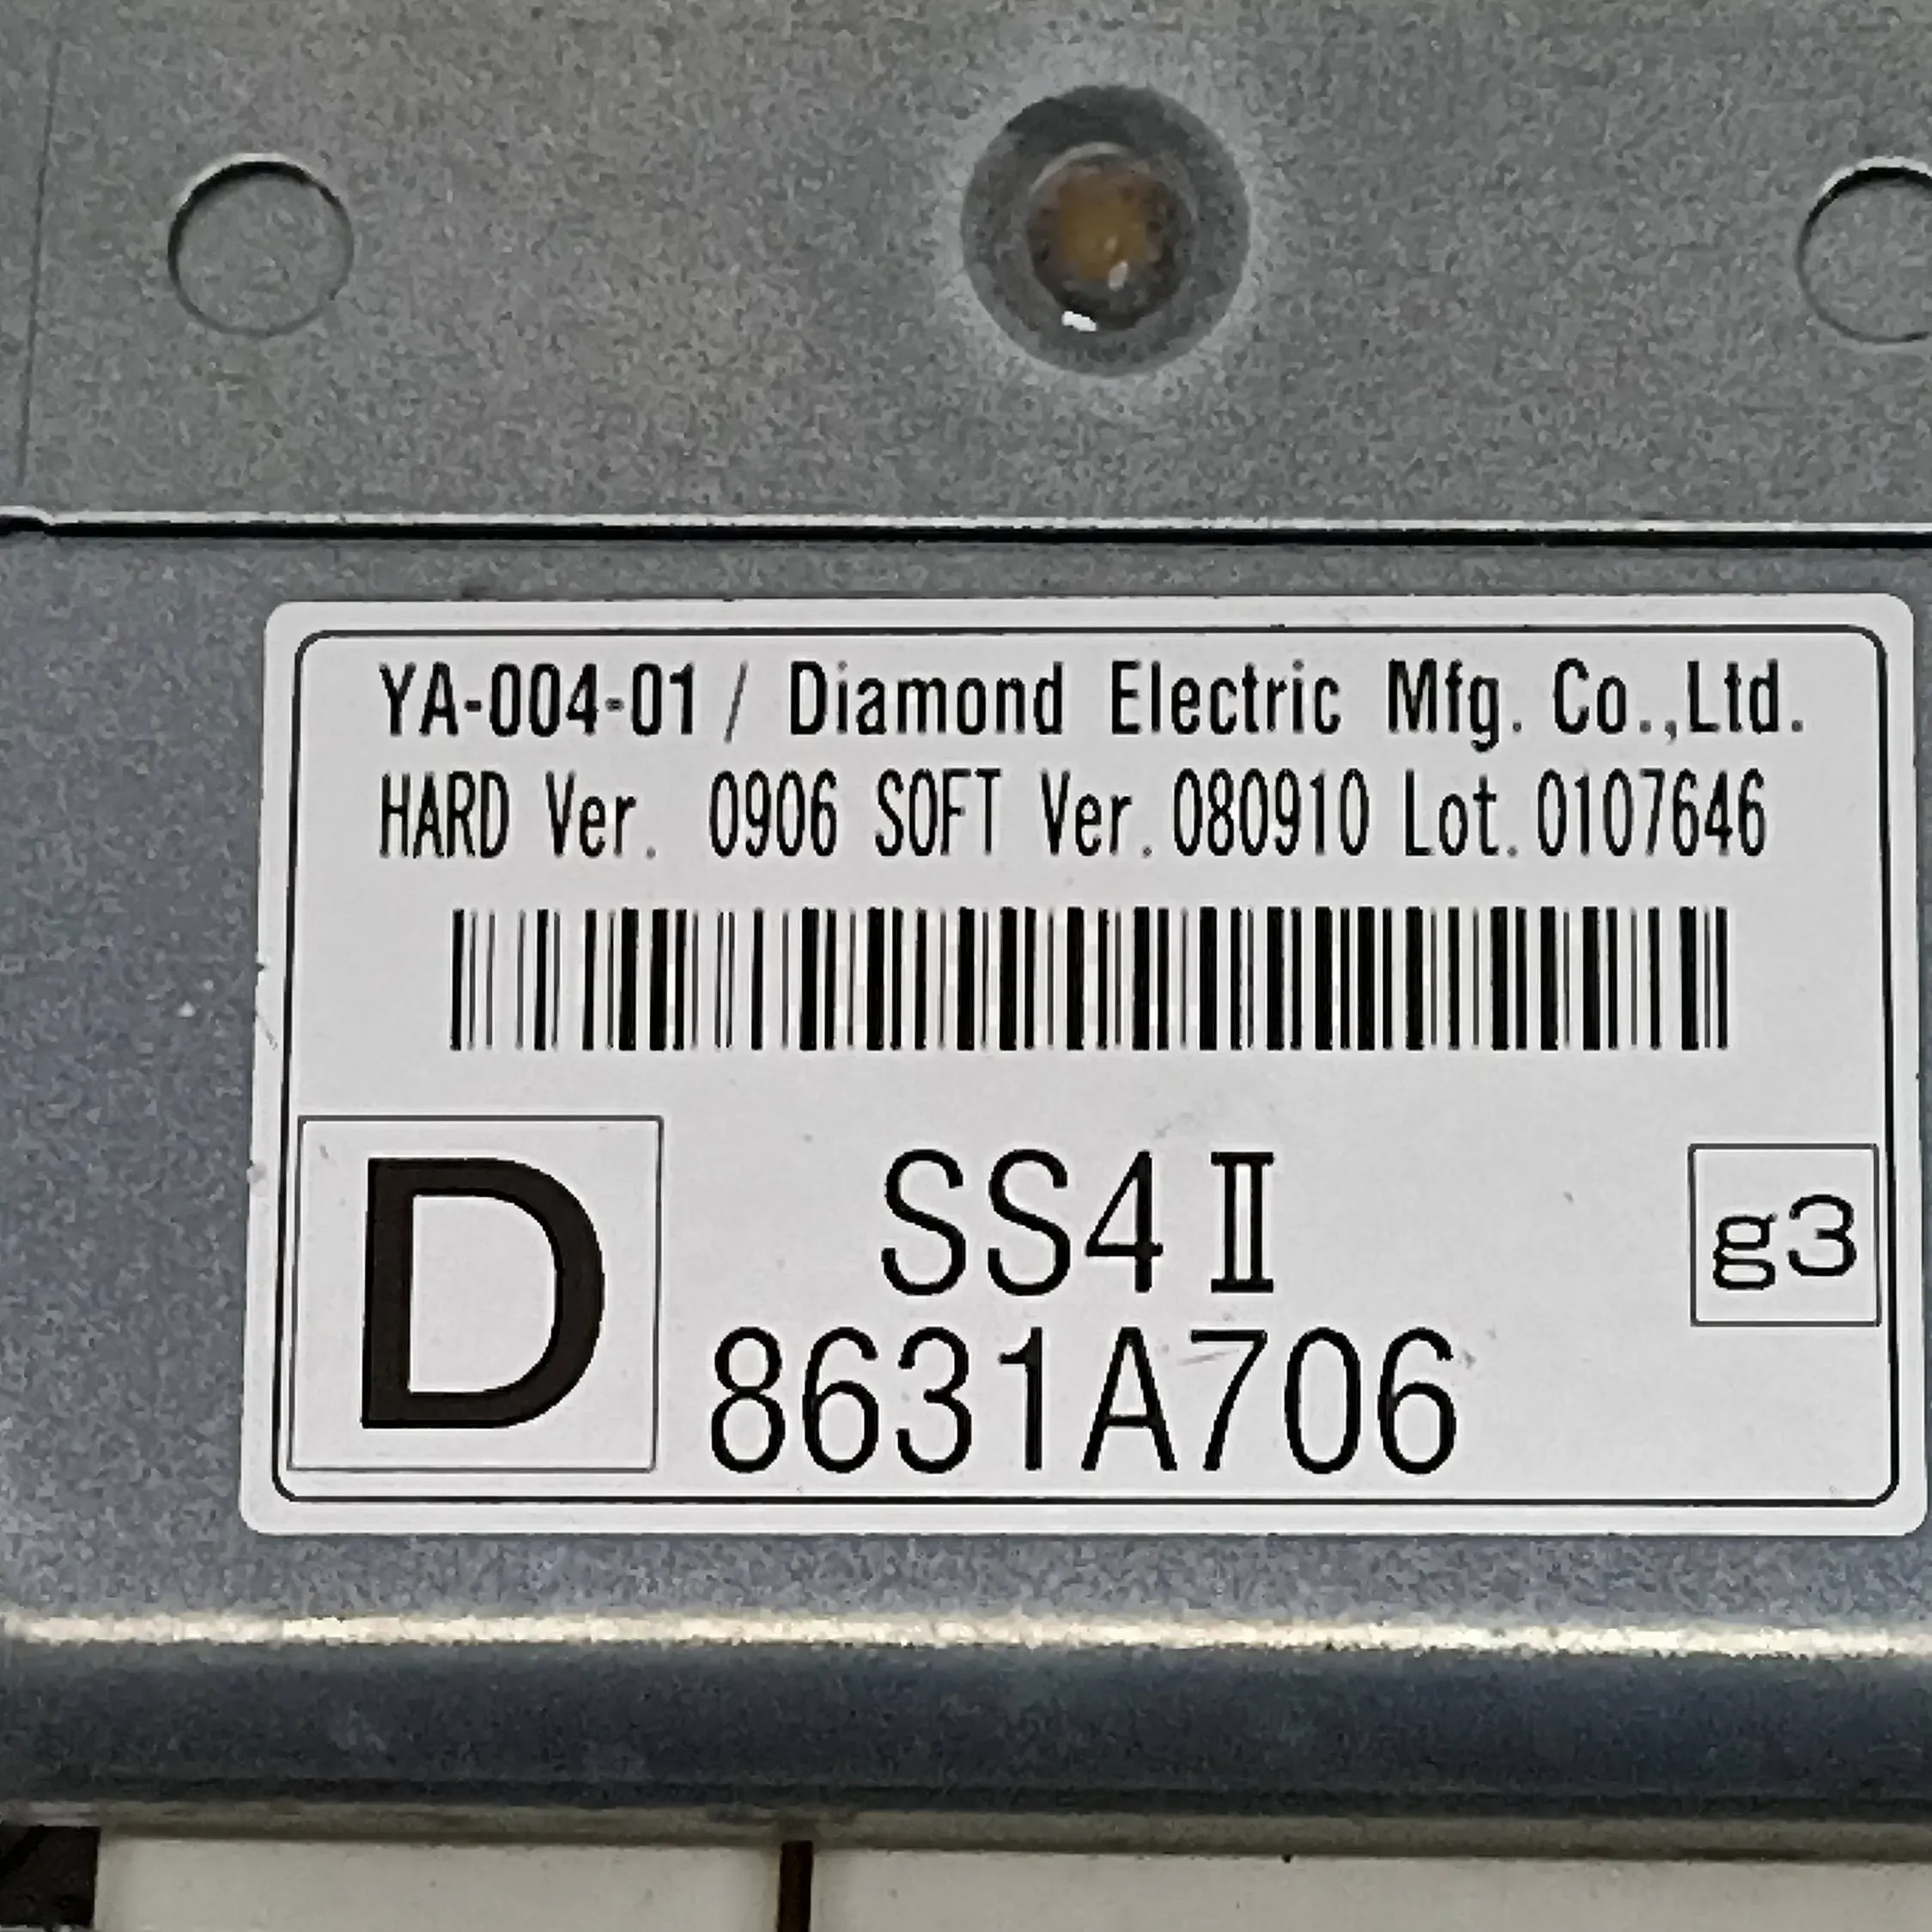 YA-004-01 / Diamond Electric Mfg. Co.,Ltd.
HARD Ver. 0906 SOFT Ver.080910 Lot.0107646
D
SS4Ⅱ
g3
8631A706